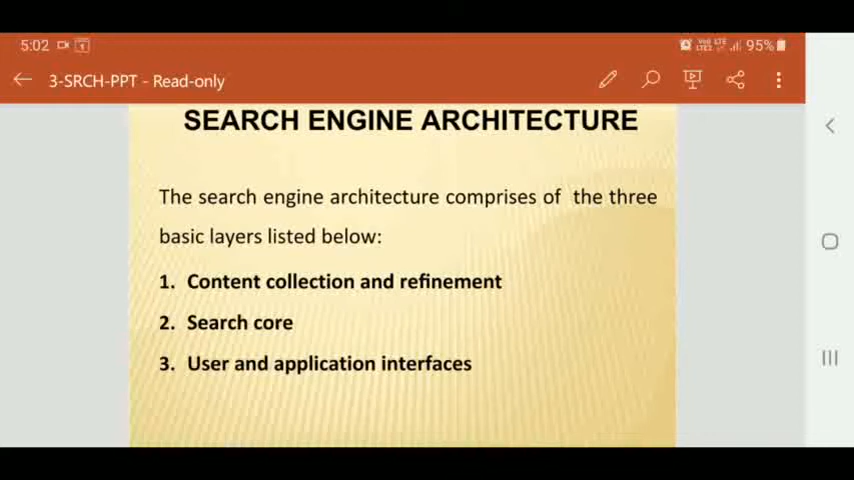 5:02 95%
3-SRCH-PPT - Read-only
SEARCH ENGINE ARCHITECTURE
The search engine architecture comprises of the three
basic layers listed below:
1. Content collection and refinement
2. Search core
3. User and application interfaces